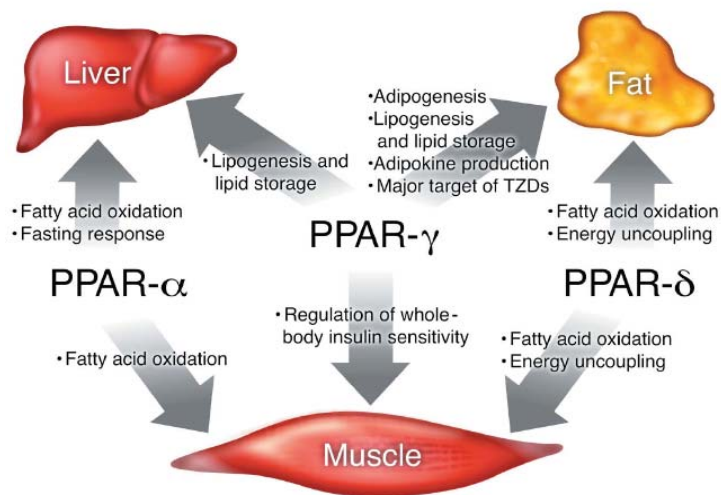 Liver
Fat
•Adipogenesis
•Lipogenesis
and lipid storage
•Adipokine production
•Major target of TZDs
•Lipogenesis and
lipid storage
•Fatty acid oxidation
•Fasting response
•Fatty acid oxidation
•Energy uncoupling
PPAR-γ
PPAR-α
PPAR-δ
•Regulation of whole-
body insulin sensitivity
•Fatty acid oxidation
•Fatty acid oxidation
•Energy uncoupling
Muscle